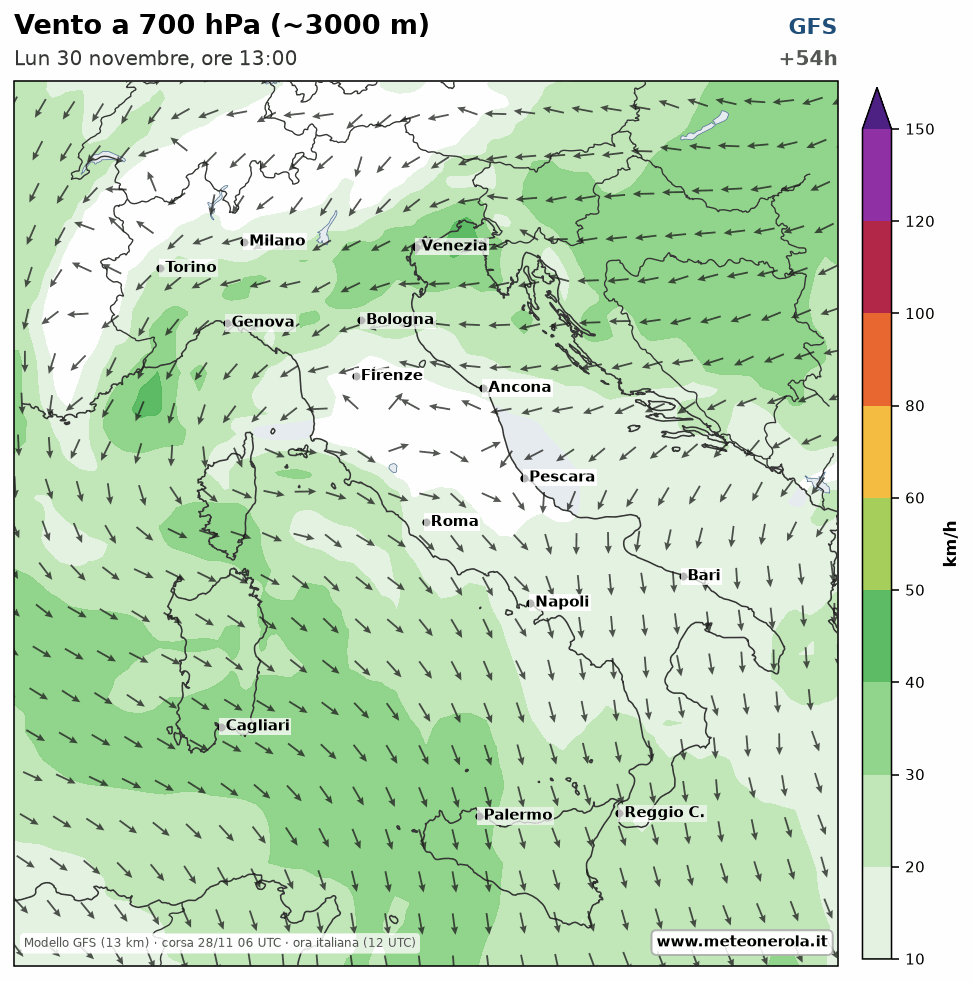 Vento a 700 hPa (~3000 m)
GFS
Lun 30 novembre, ore 13:00
+54h
Milano
Venezia
Torino
Genova
Bologna
Firenze
Ancona
Pescara
Roma
Bari
Napoli
Cagliari
Palermo
Reggio C.
150
120
100
80
60
50
40
30
20
10
km/h
Modello GFS (13 km) · corsa 28/11 06 UTC · ora italiana (12 UTC)
www.meteonerola.it